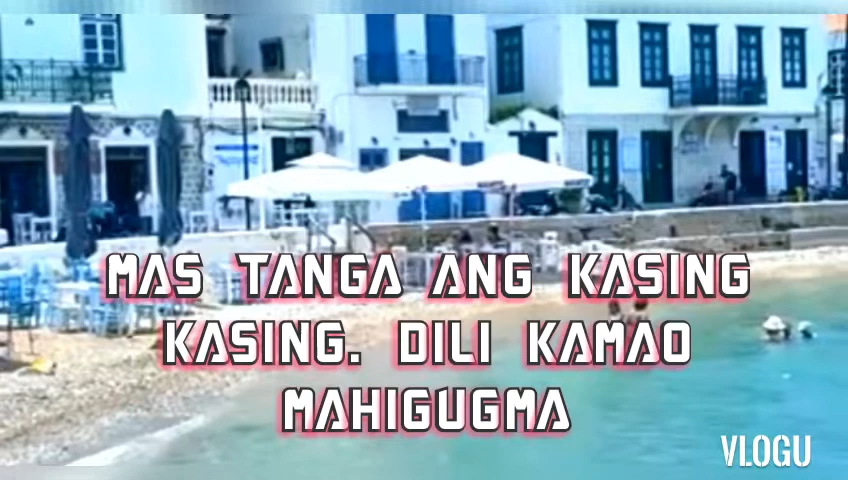 MAS TANGA ANG KASING
KASING. DILI KAMAO
MAHIGUGMA
VLOGU